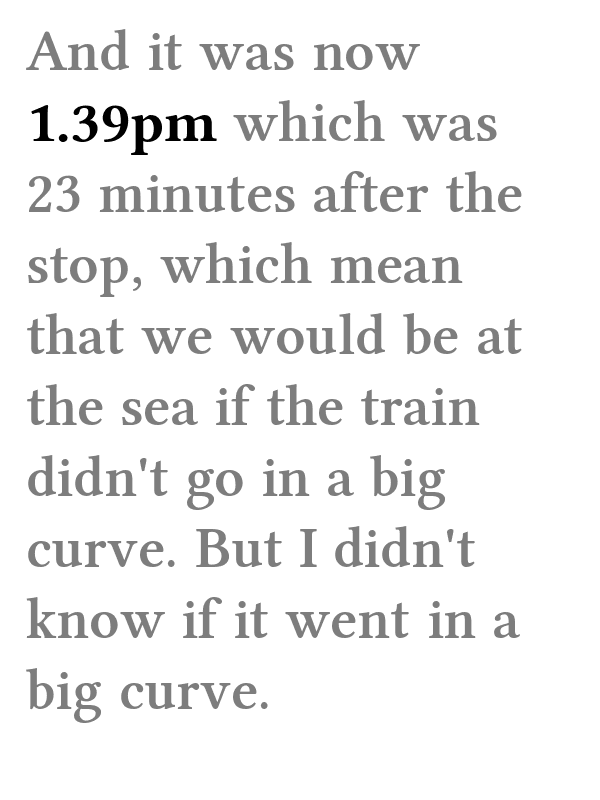 And it was now
1.39pm which was
23 minutes after the
stop, which mean
that we would be at
the sea if the train
didn't go in a big
curve. But I didn't
know if it went in a
big curve.